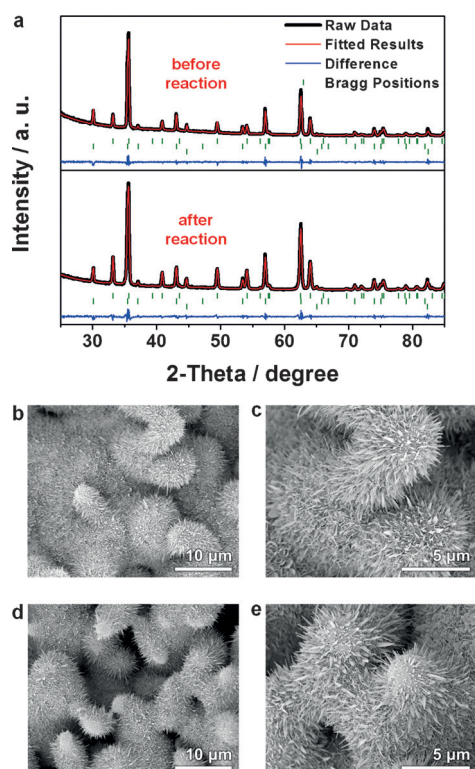 a
Raw Data
Fitted Results
Difference
Bragg Positions
before
reaction
after
reaction
Intensity / a. u.
30 40 50 60 70 80
2-Theta / degree
b
10 µm
c
5 µm
d
10 µm
e
5 µm